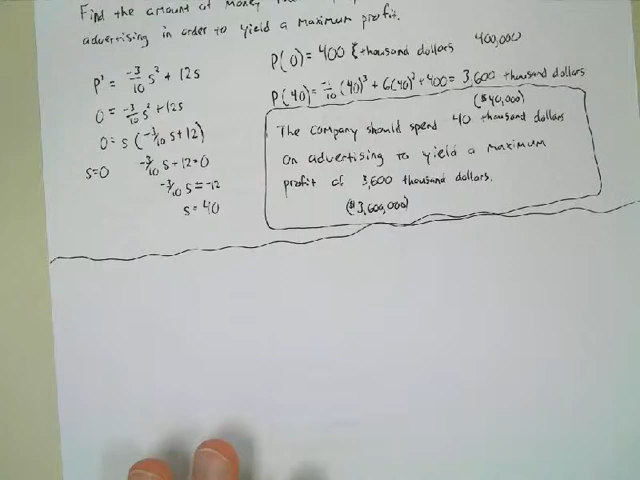 Find the amount of money
advertising in order to yield a maximum profit.
P' = -3/10 s² + 12s
0 = -3/10 s² + 12s
0 = s (-3/10 s + 12)
s=0 -3/10 s + 12 = 0
-3/10 s = -12
s = 40
P(0) = 400 thousand dollars 400,000
P(40) = -1/10 (40)³ + 6(40)² + 400 = 3,600 thousand dollars
($40,000)
The company should spend 40 thousand dollars
on advertising to yield a maximum
profit of 3,600 thousand dollars.
($3,600,000)